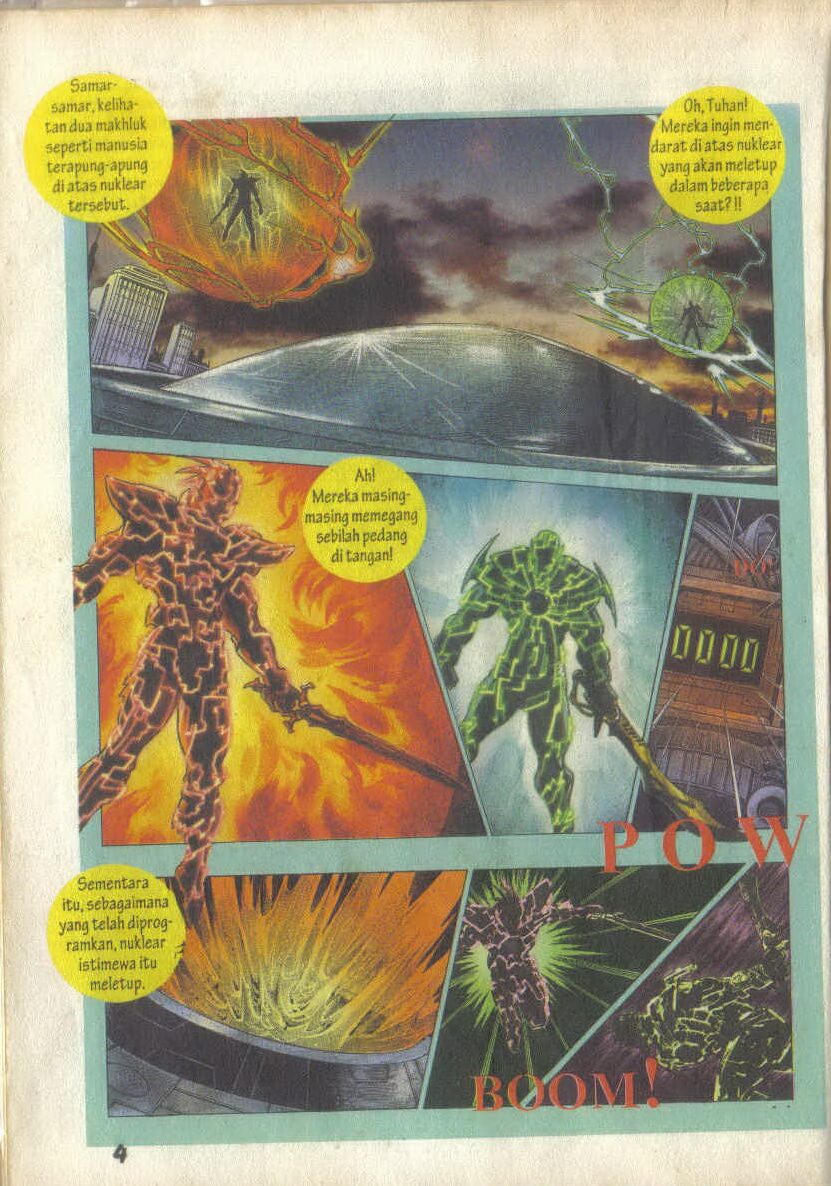 Samar-
samar, keliha-
tan dua makhluk
seperti manusia
terapung-apung
di atas nuklear
tersebut.
Oh, Tuhan!
Mereka ingin men-
darat di atas nuklear
yang akan meletup
dalam beberapa
saat?!!
Ah!
Mereka masing-
masing memegang
sebilah pedang
di tangan!
0000
POW
Sementara
itu, sebagaimana
yang telah diprog-
ramkan, nuklear
istimewa itu
meletup.
BOOM!
4